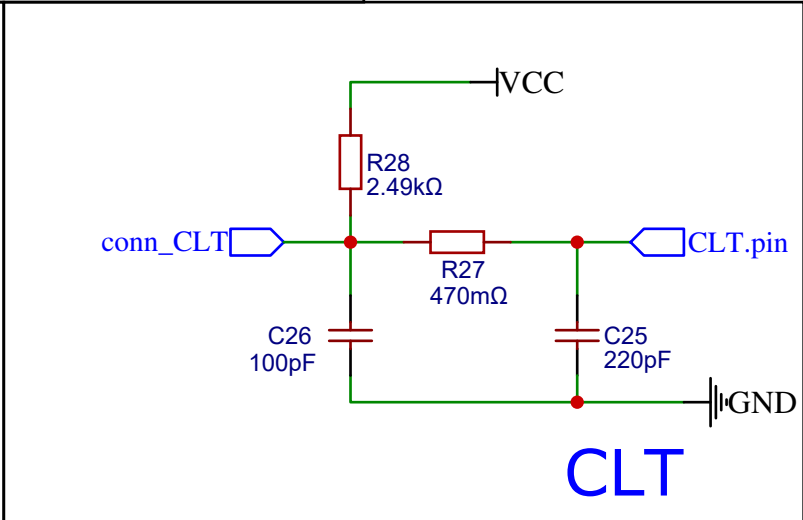 VCC
R28
2.49kΩ
conn_CLT
CLT.pin
R27
470mΩ
C26
100pF
C25
220pF
GND
CLT